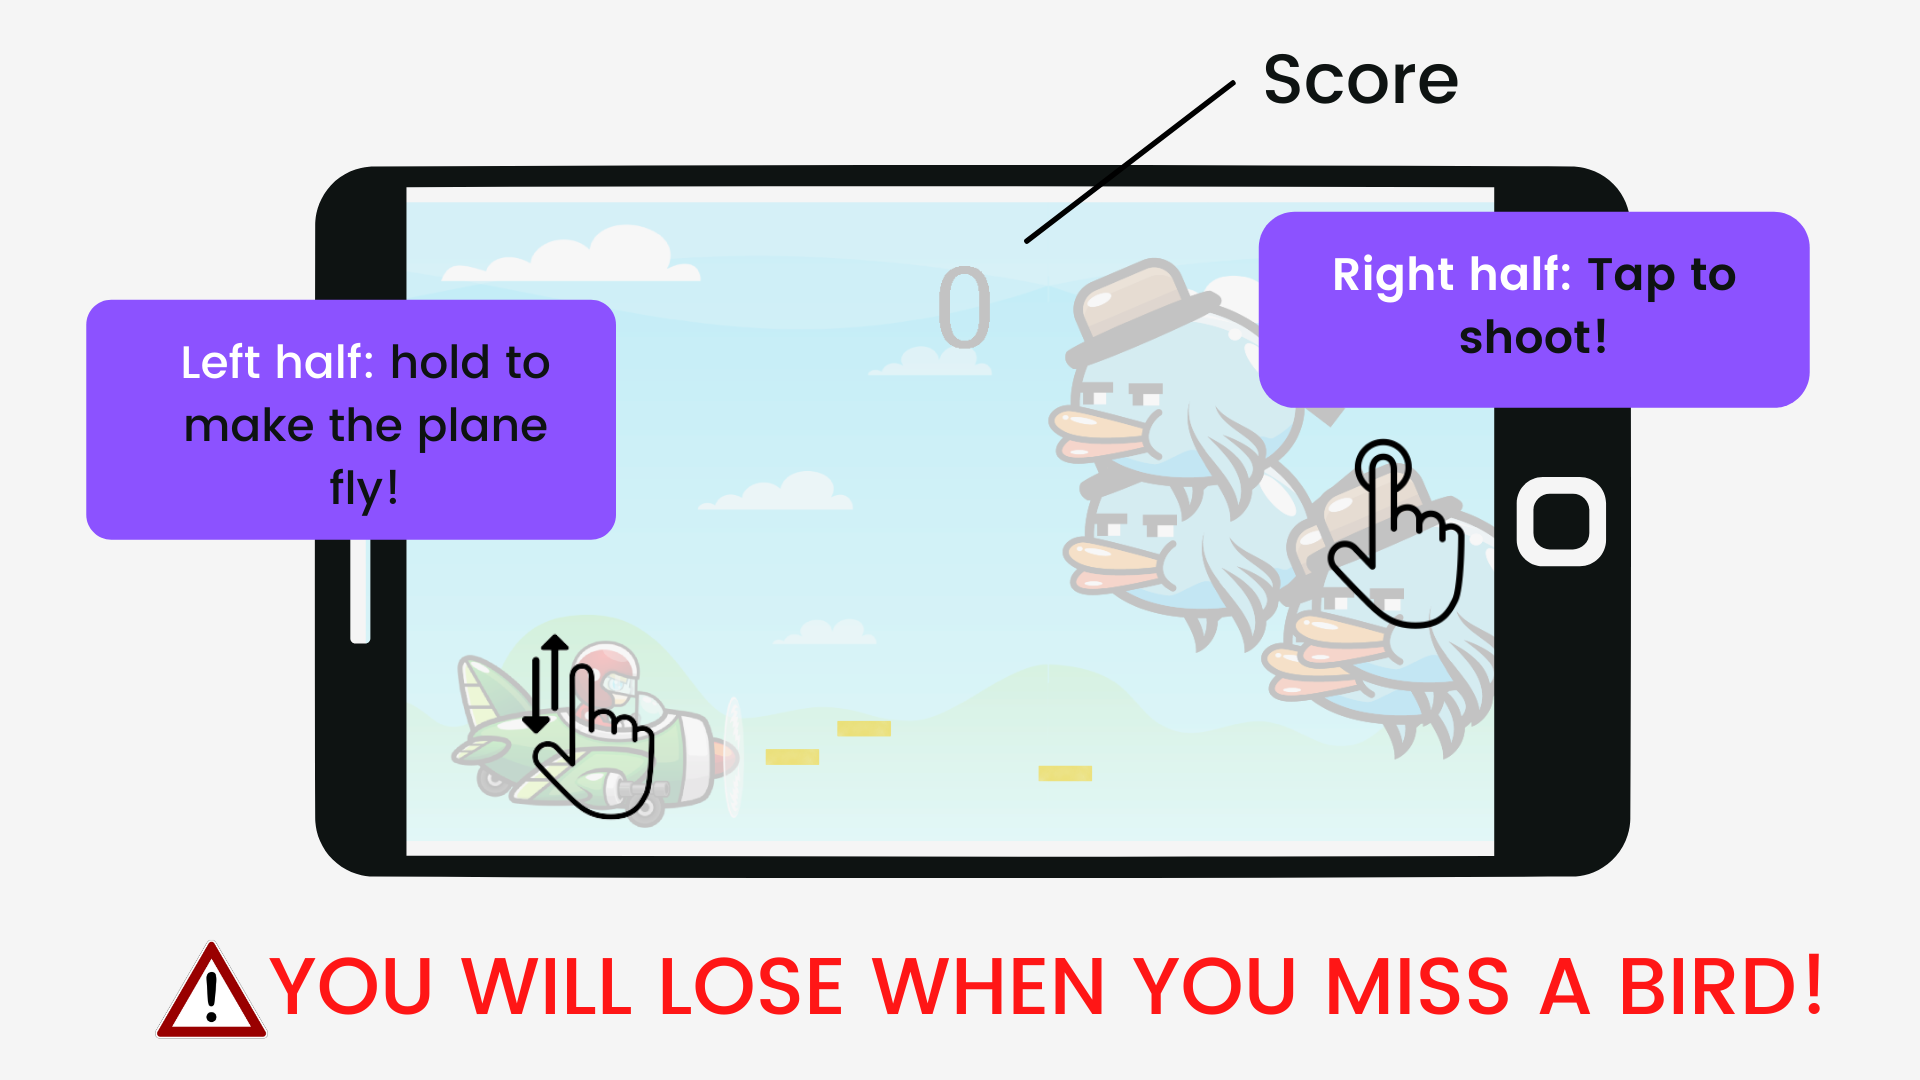 Score
0
Right half: Tap to
shoot!
Left half: hold to
make the plane
fly!
YOU WILL LOSE WHEN YOU MISS A BIRD!